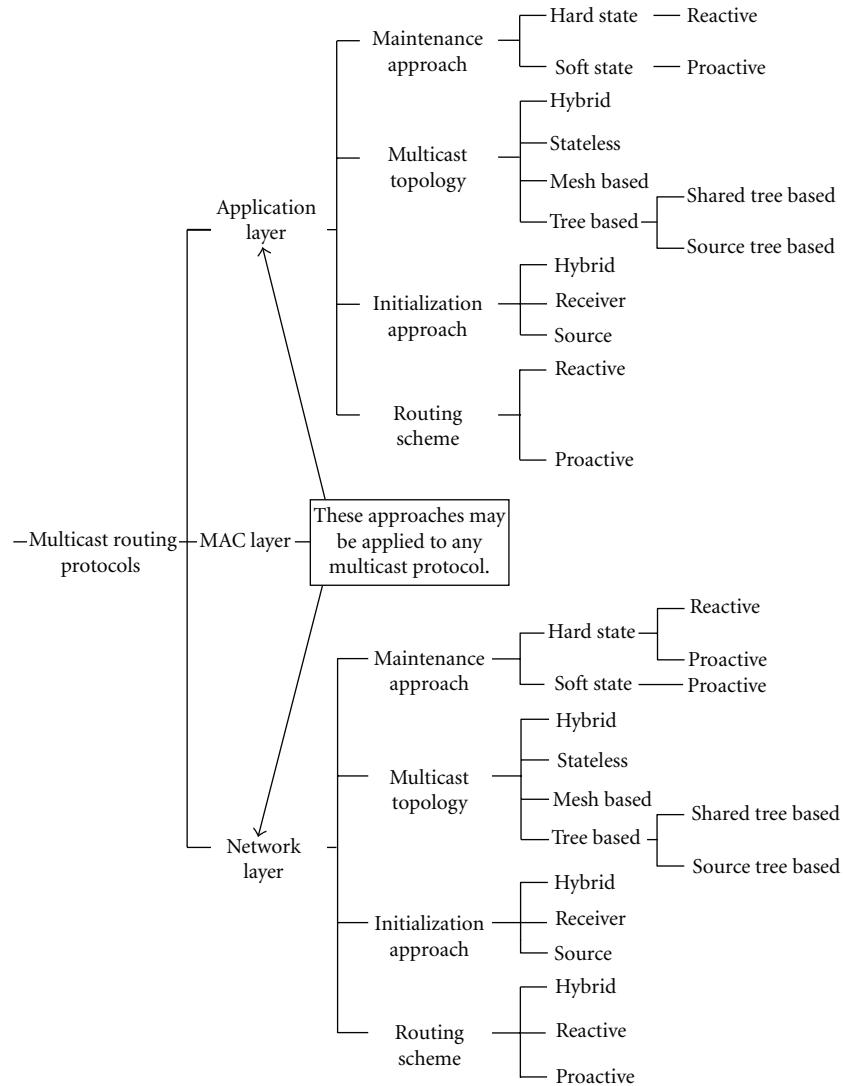 Hard state
Reactive
Maintenance
approach
Soft state
Proactive
Hybrid
Stateless
Multicast
topology
Mesh based
Shared tree based
Tree based
Source tree based
Application
layer
Hybrid
Initialization
approach
Receiver
Source
Reactive
Routing
scheme
Proactive
Multicast routing
protocols
MAC layer
These approaches may
be applied to any
multicast protocol.
Reactive
Hard state
Maintenance
approach
Proactive
Soft state
Proactive
Hybrid
Stateless
Multicast
topology
Mesh based
Shared tree based
Tree based
Source tree based
Network
layer
Hybrid
Initialization
approach
Receiver
Source
Hybrid
Routing
scheme
Reactive
Proactive